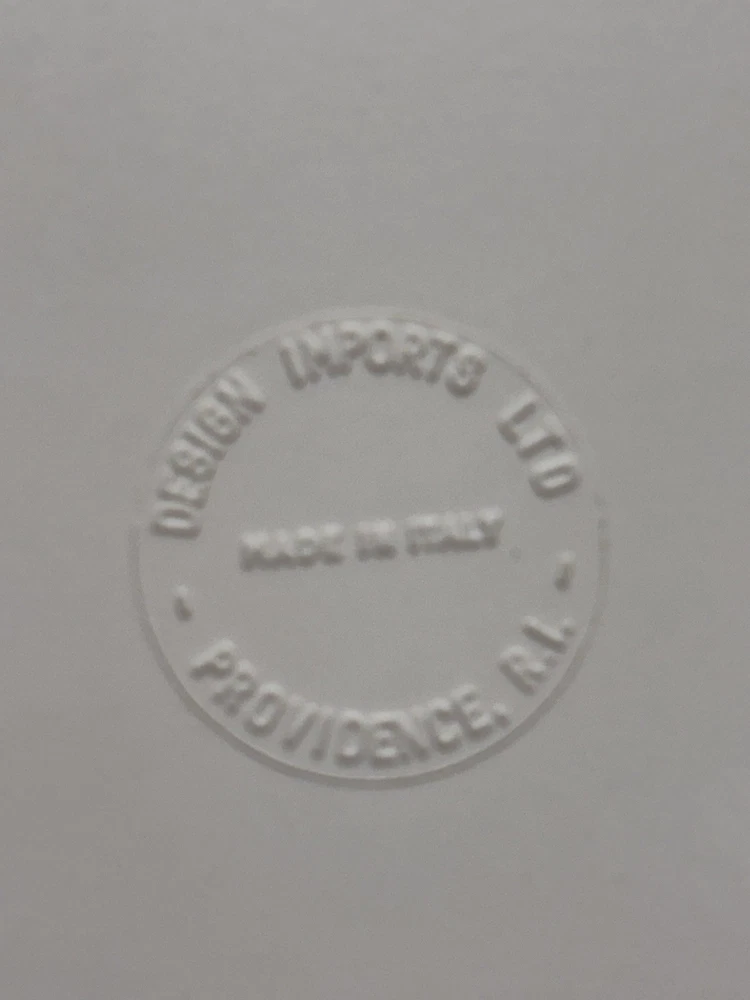 DESIGN IMPORTS LTD
MADE IN ITALY
PROVIDENCE, R.I.